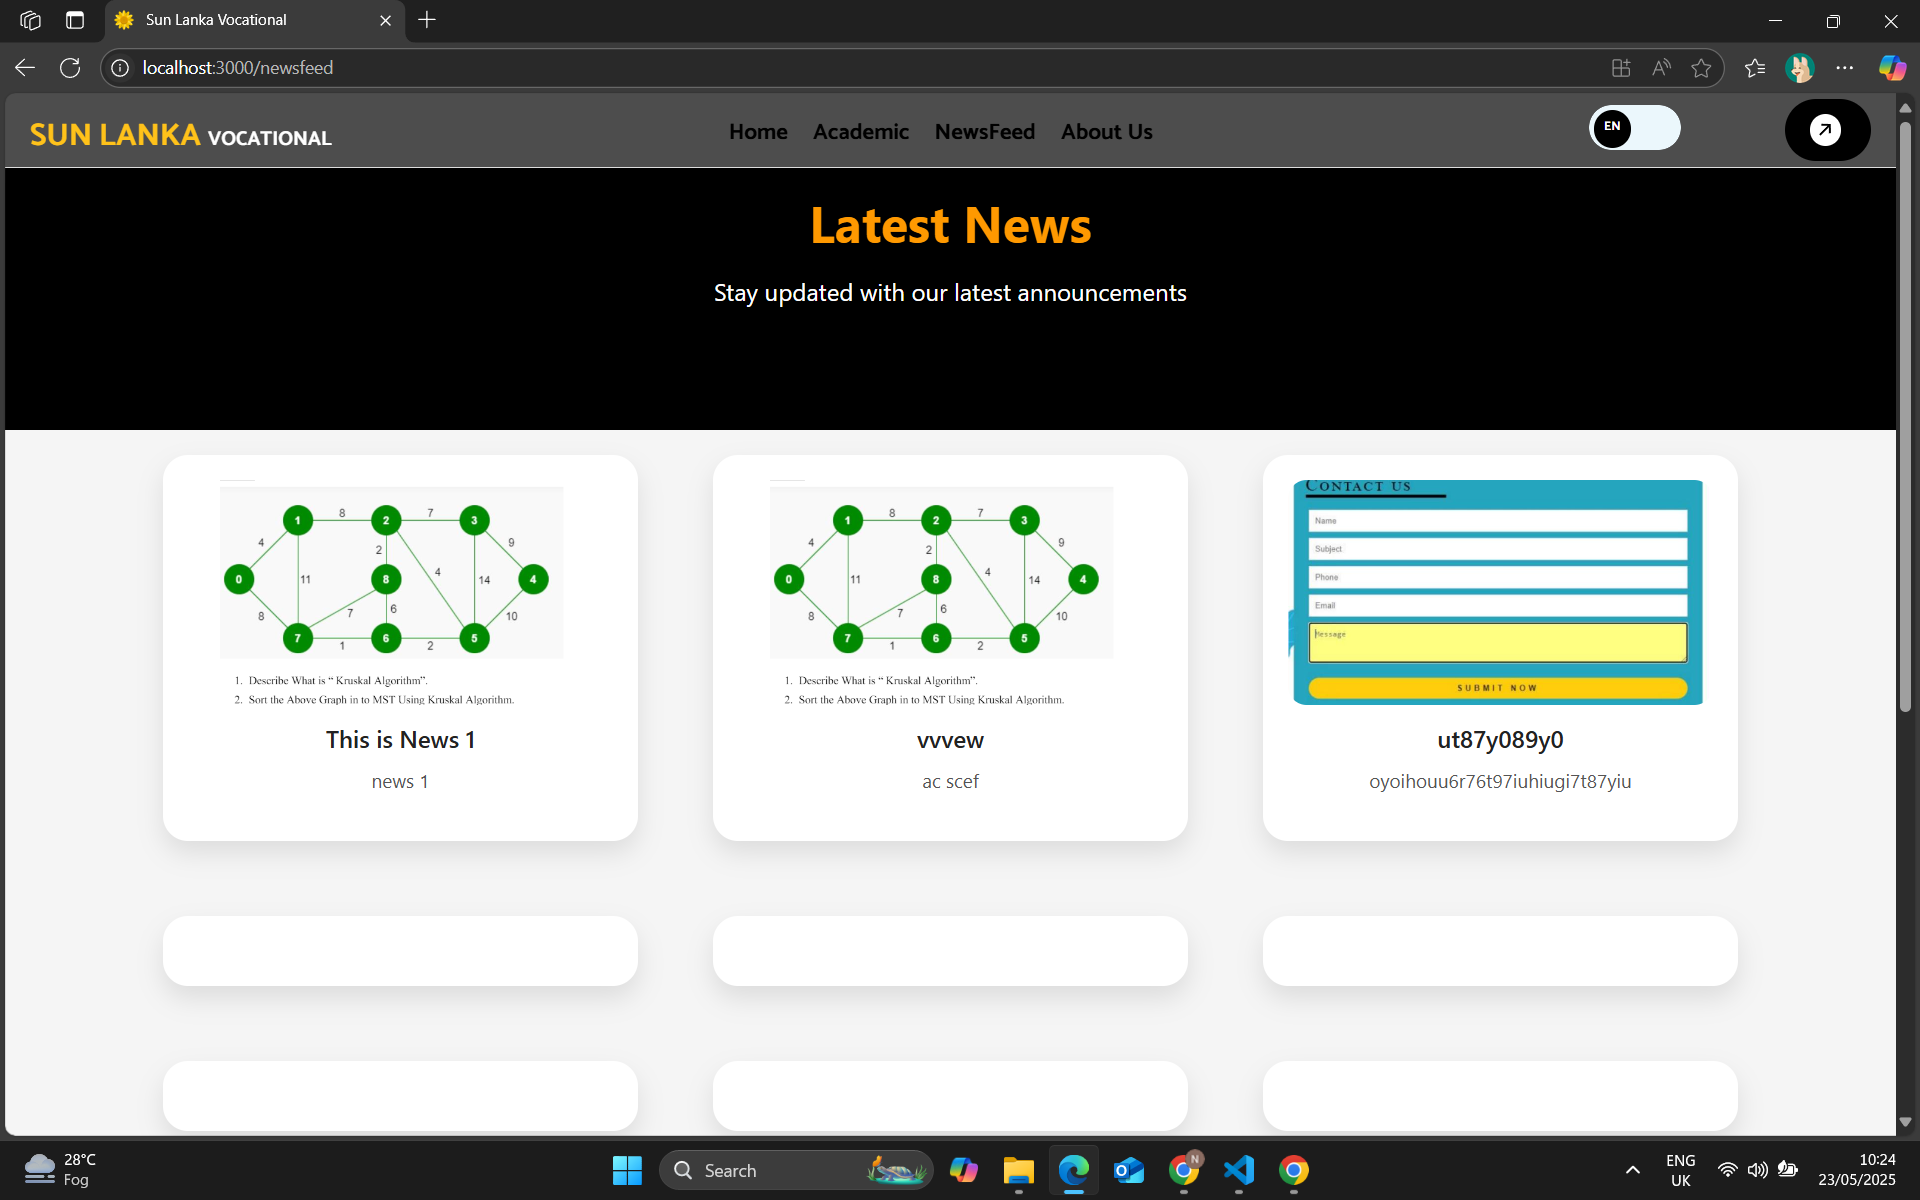 Sun Lanka Vocational
localhost:3000/newsfeed
SUN LANKA VOCATIONAL
Home Academic NewsFeed About Us
EN
Latest News
Stay updated with our latest announcements
8 7
1 2 3
4 2 9
0 11 8 4 14 4
8 7 6 10
7 6 5
1 2
1. Describe What is “ Kruskal Algorithm”.
2. Sort the Above Graph in to MST Using Kruskal Algorithm.
This is News 1
news 1
8 7
1 2 3
4 2 9
0 11 8 4 14 4
8 7 6 10
7 6 5
1 2
1. Describe What is “ Kruskal Algorithm”.
2. Sort the Above Graph in to MST Using Kruskal Algorithm.
vvvew
ac scef
CONTACT US
Name
Subject
Phone
Email
Message
SUBMIT NOW
ut87y089y0
oyoihouu6r76t97iuhiugi7t87yiu
28°C
Fog
Search
N
ENG
UK
10:24
23/05/2025